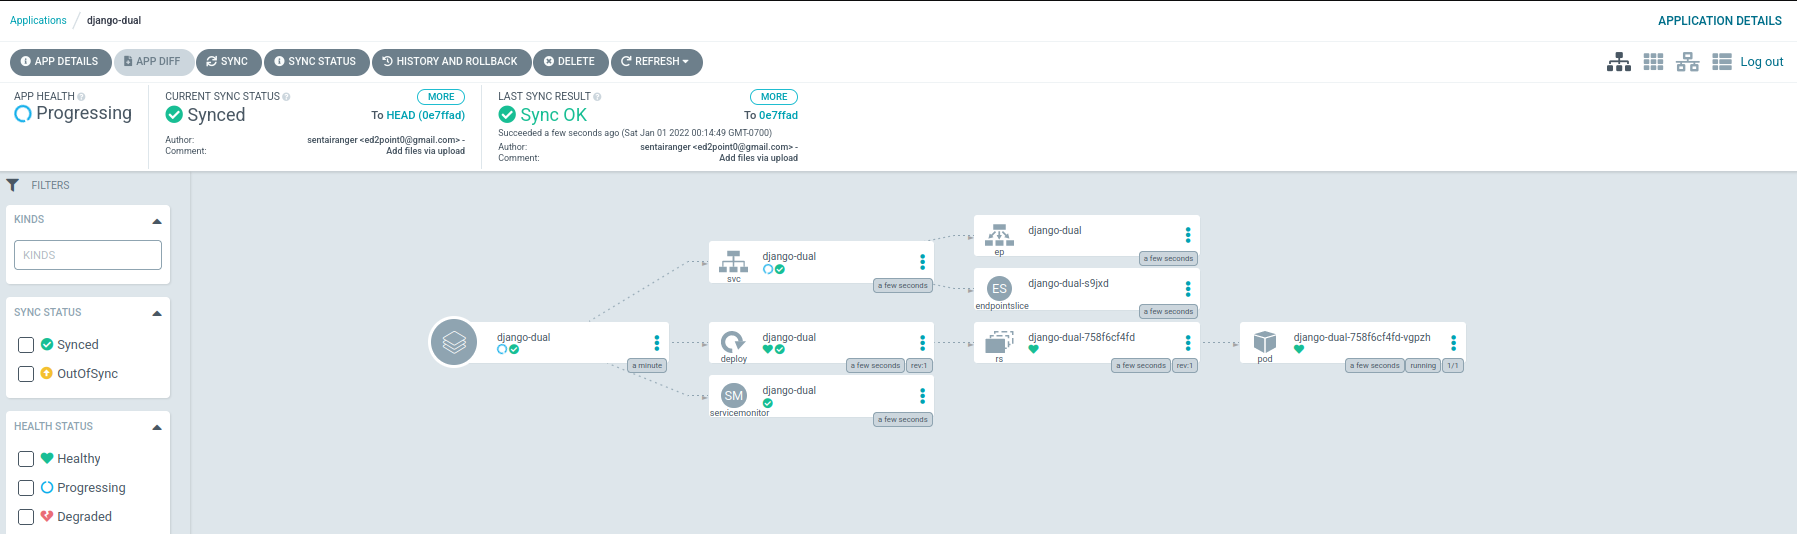 Applications / django-dual
APPLICATION DETAILS
APP DETAILS
APP DIFF
SYNC
SYNC STATUS
HISTORY AND ROLLBACK
DELETE
REFRESH
Log out
APP HEALTH
Progressing
CURRENT SYNC STATUS
MORE
Synced
To HEAD (0e7ffad)
Author:
sentairanger <ed2point0@gmail.com> -
Comment:
Add files via upload
LAST SYNC RESULT
MORE
Sync OK
To 0e7ffad
Succeeded a few seconds ago (Sat Jan 01 2022 00:14:49 GMT-0700)
Author:
sentairanger <ed2point0@gmail.com> -
Comment:
Add files via upload
FILTERS
KINDS
KINDS
SYNC STATUS
Synced
OutOfSync
HEALTH STATUS
Healthy
Progressing
Degraded
django-dual
a minute
django-dual
svc
a few seconds
django-dual
deploy
a few seconds
rev:1
SM
django-dual
servicemonitor
a few seconds
django-dual
ep
a few seconds
ES
django-dual-s9jxd
endpointslice
a few seconds
django-dual-758f6cf4fd
rs
a few seconds
rev:1
django-dual-758f6cf4fd-vgpzh
pod
a few seconds
running
1/1